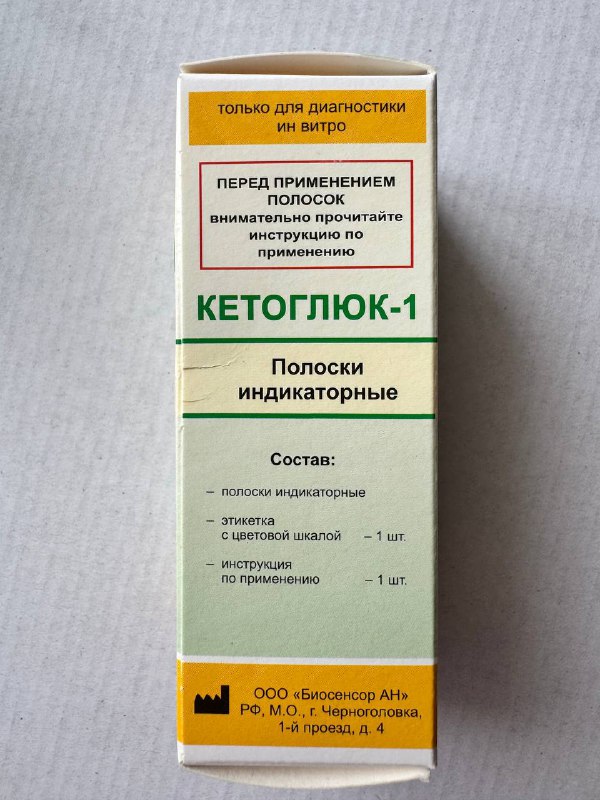 только для диагностики
ин витро
ПЕРЕД ПРИМЕНЕНИЕМ
ПОЛОСОК
внимательно прочитайте
инструкцию по
применению
КЕТОГЛЮК-1
Полоски
индикаторные
Состав:
– полоски индикаторные
– этикетка
с цветовой шкалой – 1 шт.
– инструкция
по применению – 1 шт.
ООО «Биосенсор АН»
РФ, М.О., г. Черноголовка,
1-й проезд, д. 4